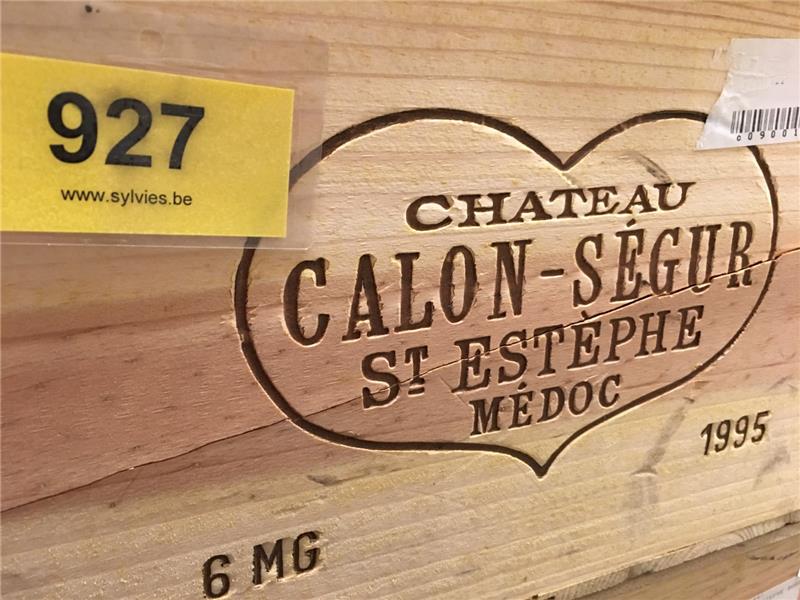 927
www.sylvies.be
CHATEAU
CALON-SÉGUR
ST ESTÈPHE
MÉDOC
1995
6 MG